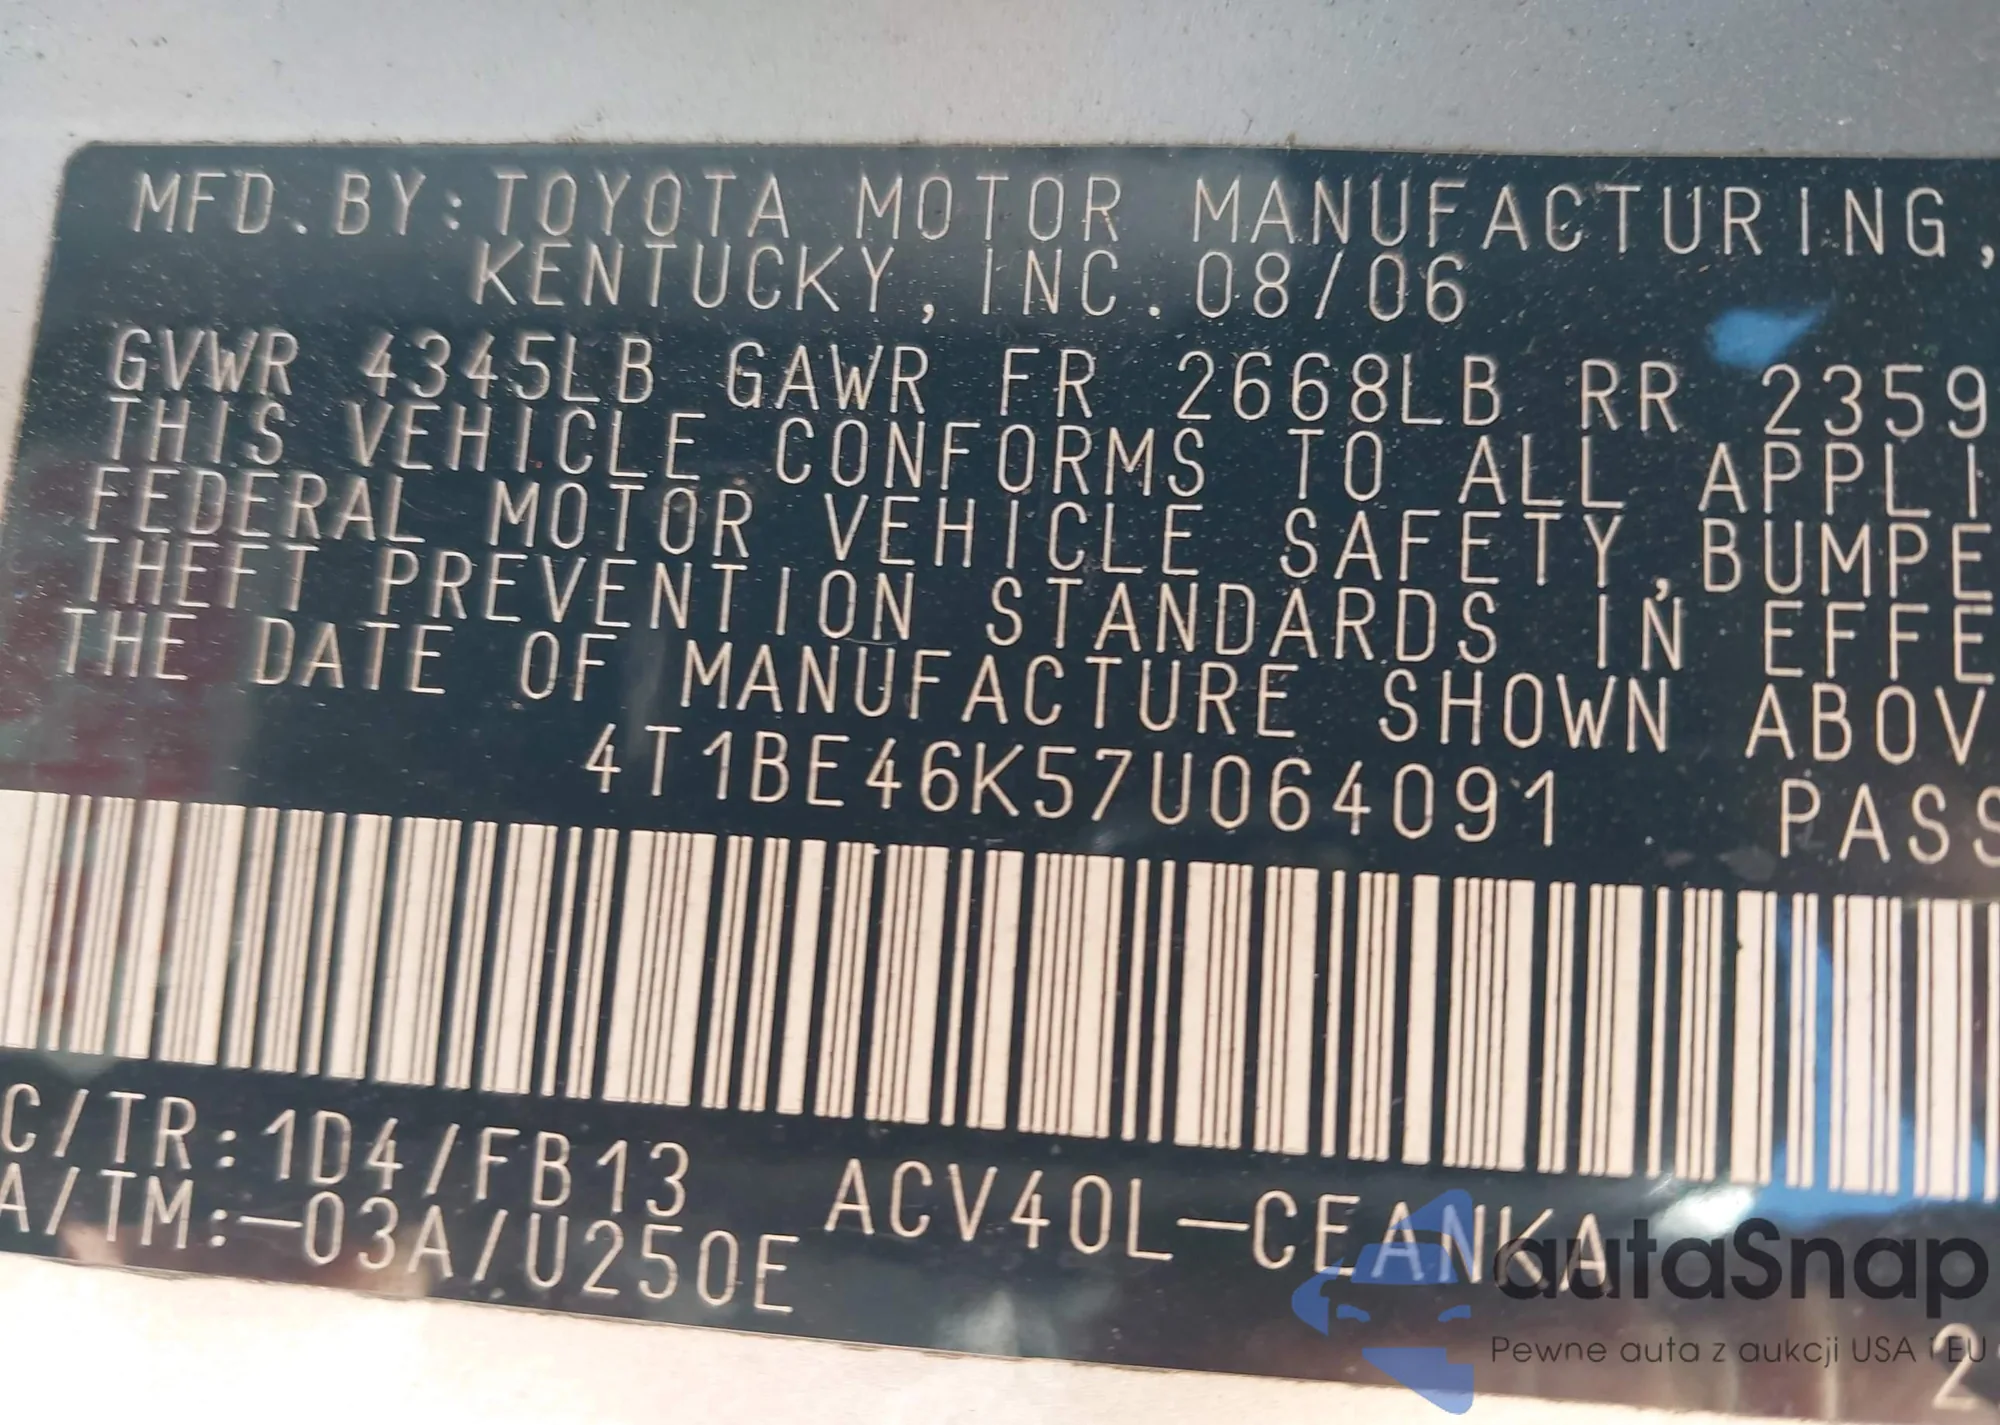 MFD. BY: TOYOTA MOTOR MANUFACTURING,
KENTUCKY, INC. 08/06
GVWR 4345LB GAWR FR 2668LB RR 2359
THIS VEHICLE CONFORMS TO ALL APPLI
FEDERAL MOTOR VEHICLE SAFETY, BUMPE
THEFT PREVENTION STANDARDS IN EFFE
THE DATE OF MANUFACTURE SHOWN ABOV
4T1BE46K57U064091 PASS
C/TR: 1D4/FB13 ACV40L-CEANKA
A/TM:-03A/U250E
autaSnap
Pewne auta z aukcji USA i EU
2